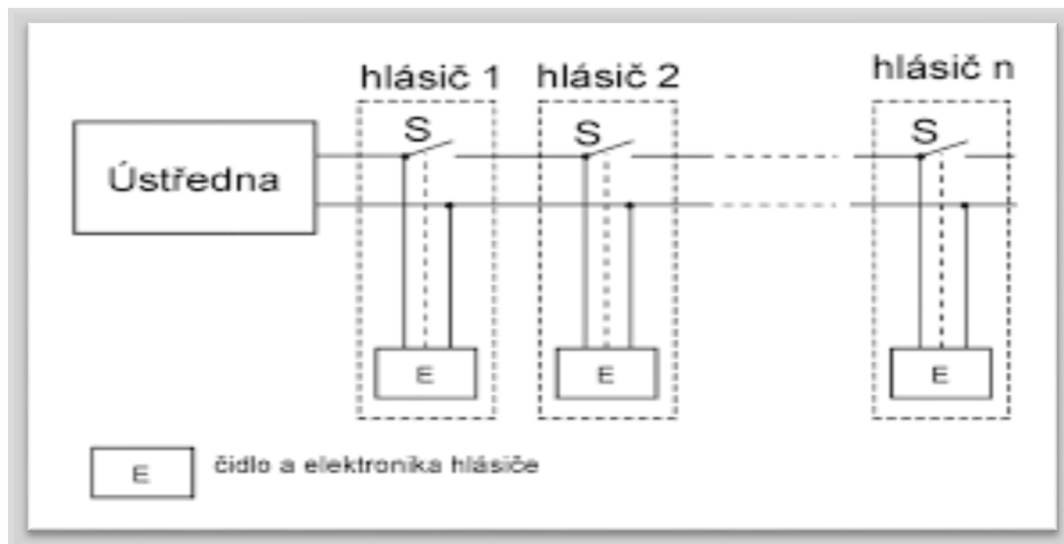 hlásič 1 hlásič 2 hlásič n
S S S
Ústředna
E E E
E čidlo a elektronika hlásiče